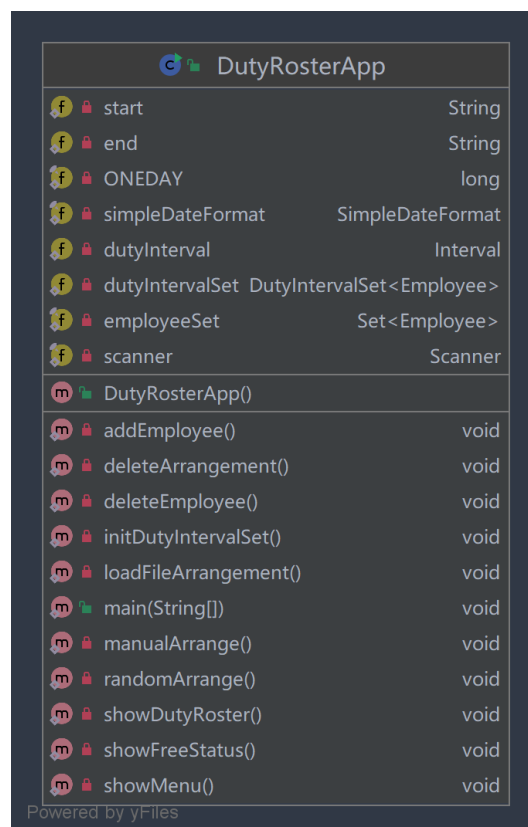 DutyRosterApp
start String
end String
ONEDAY long
simpleDateFormat SimpleDateFormat
dutyInterval Interval
dutyIntervalSet DutyIntervalSet<Employee>
employeeSet Set<Employee>
scanner Scanner
DutyRosterApp()
addEmployee() void
deleteArrangement() void
deleteEmployee() void
initDutyIntervalSet() void
loadFileArrangement() void
main(String[]) void
manualArrange() void
randomArrange() void
showDutyRoster() void
showFreeStatus() void
showMenu() void
Powered by yFiles